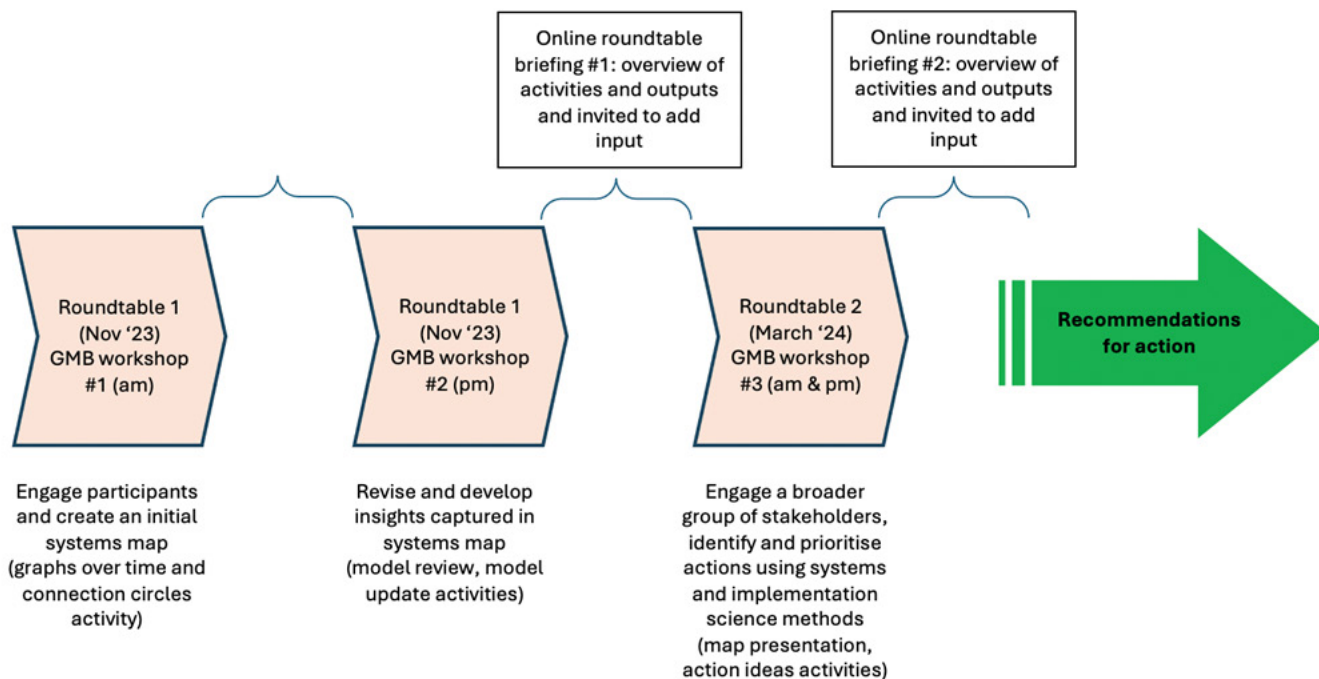 Online roundtable
briefing #1: overview of
activities and outputs
and invited to add
input
Online roundtable
briefing #2: overview of
activities and outputs
and invited to add
input
Roundtable 1
(Nov ‘23)
GMB workshop
#1 (am)
Roundtable 1
(Nov ‘23)
GMB workshop
#2 (pm)
Roundtable 2
(March ‘24)
GMB workshop
#3 (am & pm)
Recommendations
for action
Engage participants
and create an initial
systems map
(graphs over time and
connection circles
activity)
Revise and develop
insights captured in
systems map
(model review, model
update activities)
Engage a broader
group of stakeholders,
identify and prioritise
actions using systems
and implementation
science methods
(map presentation,
action ideas activities)